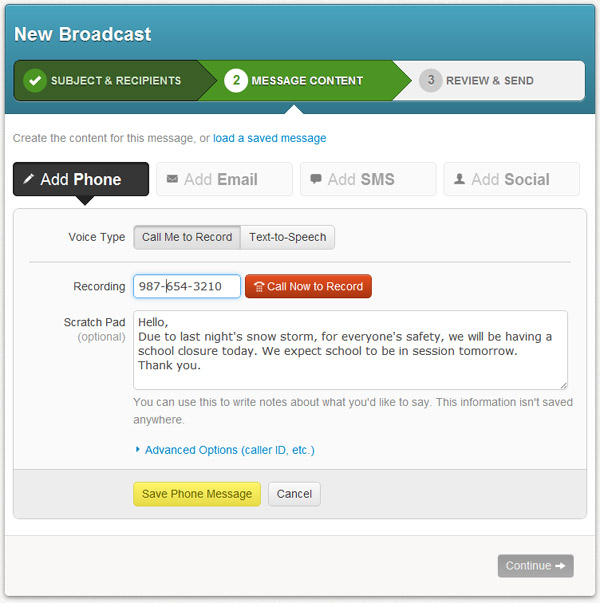 New Broadcast
SUBJECT & RECIPIENTS
2 MESSAGE CONTENT
3 REVIEW & SEND
Create the content for this message, or load a saved message
Add Phone
Add Email
Add SMS
Add Social
Voice Type
Call Me to Record
Text-to-Speech
Recording
987-654-3210
Call Now to Record
Scratch Pad
(optional)
Hello,
Due to last night's snow storm, for everyone's safety, we will be having a
school closure today. We expect school to be in session tomorrow.
Thank you.
You can use this to write notes about what you'd like to say. This information isn't saved
anywhere.
Advanced Options (caller ID, etc.)
Save Phone Message
Cancel
Continue